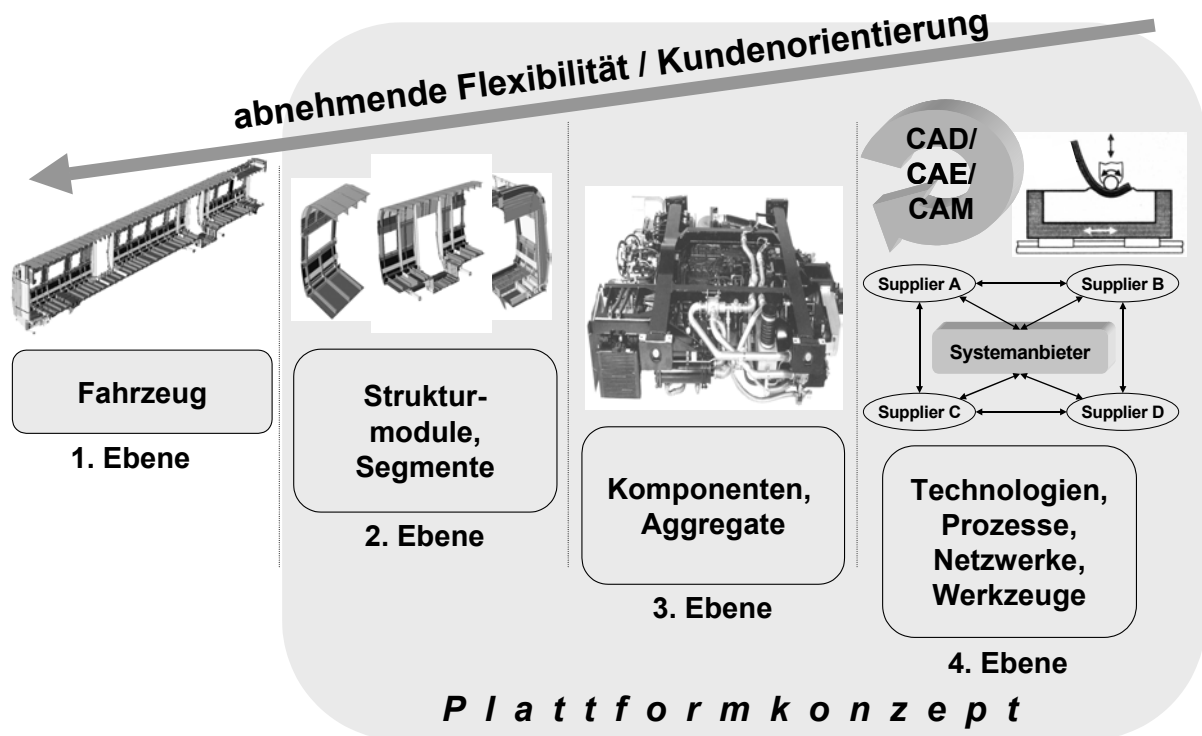 abnehmende Flexibilität / Kundenorientierung
CAD/
CAE/
CAM
Supplier A
Supplier B
Systemanbieter
Supplier C
Supplier D
Fahrzeug
1. Ebene
Struktur-
module,
Segmente
2. Ebene
Komponenten,
Aggregate
3. Ebene
Technologien,
Prozesse,
Netzwerke,
Werkzeuge
4. Ebene
Plattformkonzept